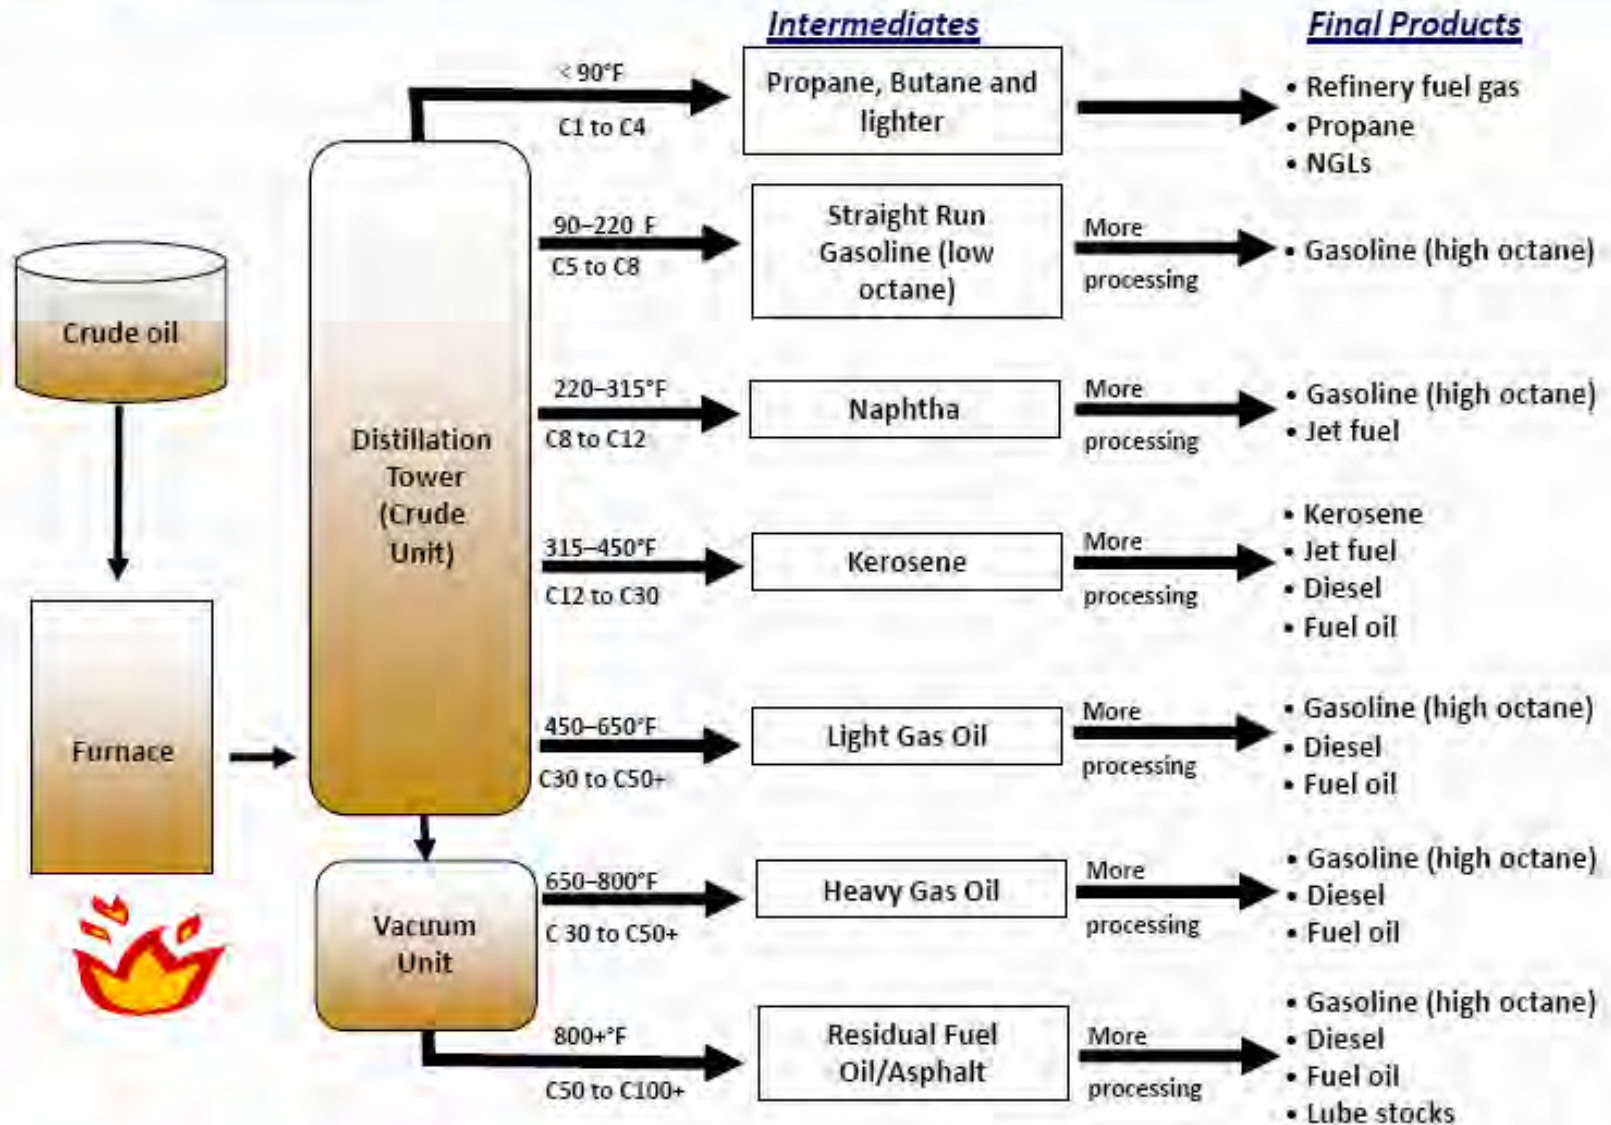 Intermediates
Final Products
< 90°F
C1 to C4
Propane, Butane and
lighter
• Refinery fuel gas
• Propane
• NGLs
90–220 F
C5 to C8
Straight Run
Gasoline (low
octane)
More
processing
• Gasoline (high octane)
Crude oil
220–315°F
C8 to C12
Naphtha
More
processing
• Gasoline (high octane)
• Jet fuel
Distillation
Tower
(Crude
Unit)
315–450°F
C12 to C30
Kerosene
More
processing
• Kerosene
• Jet fuel
• Diesel
• Fuel oil
Furnace
450–650°F
C30 to C50+
Light Gas Oil
More
processing
• Gasoline (high octane)
• Diesel
• Fuel oil
Vacuum
Unit
650–800°F
C 30 to C50+
Heavy Gas Oil
More
processing
• Gasoline (high octane)
• Diesel
• Fuel oil
800+°F
C50 to C100+
Residual Fuel
Oil/Asphalt
More
processing
• Gasoline (high octane)
• Diesel
• Fuel oil
• Lube stocks